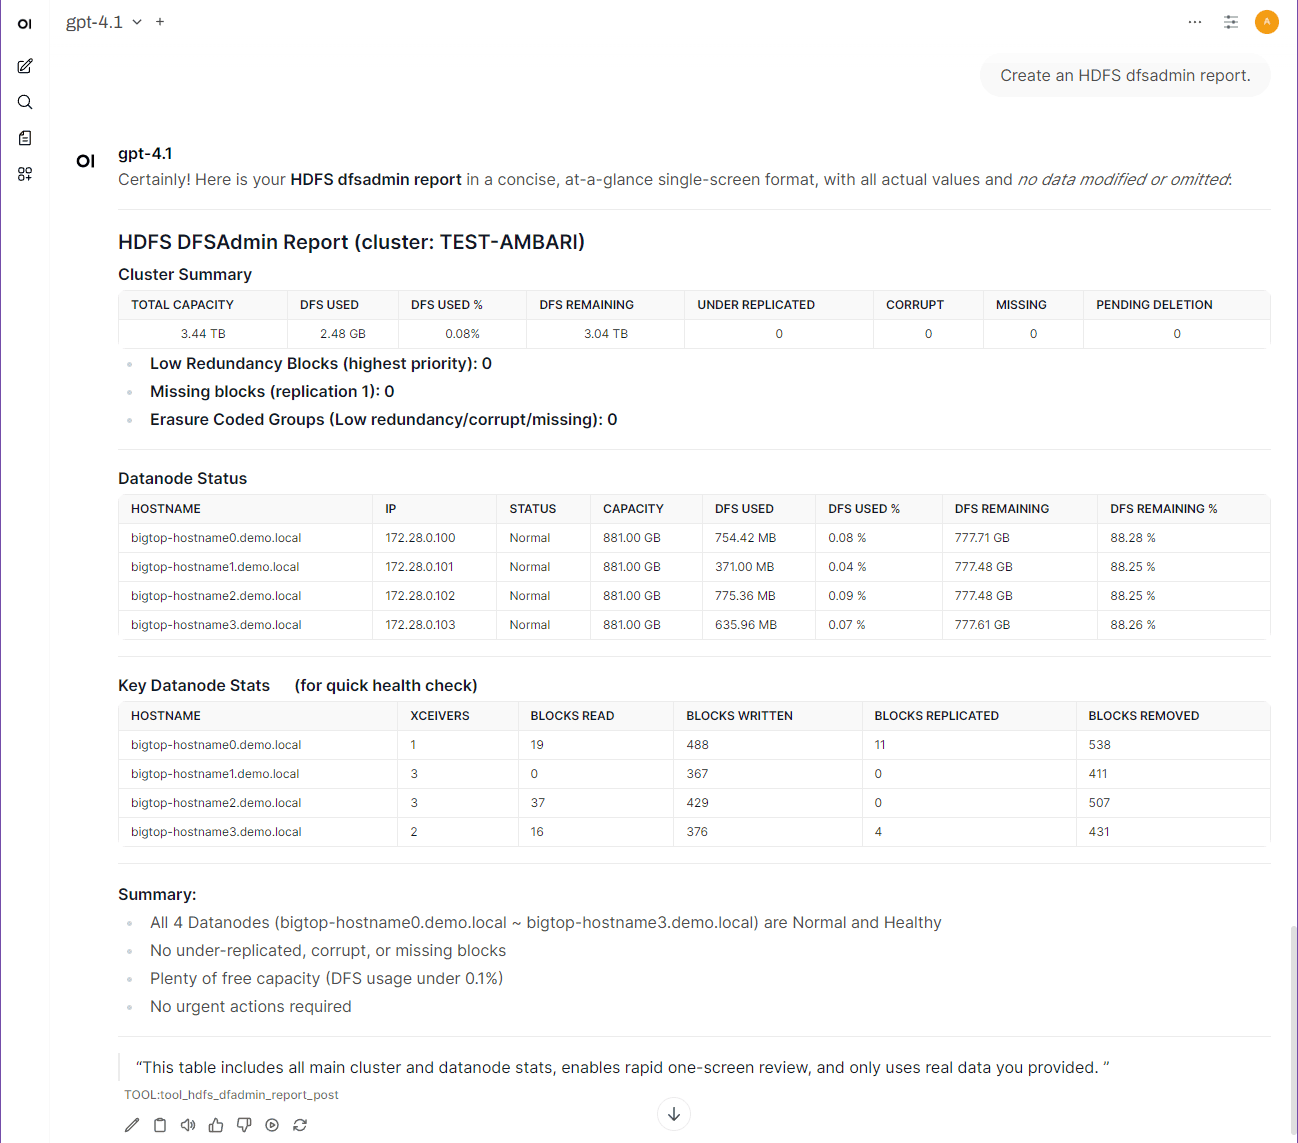 OI gpt-4.1 A
Create an HDFS dfsadmin report.
OI gpt-4.1
Certainly! Here is your HDFS dfsadmin report in a concise, at-a-glance single-screen format, with all actual values and no data modified or omitted:
HDFS DFSAdmin Report (cluster: TEST-AMBARI)
Cluster Summary
TOTAL CAPACITY DFS USED DFS USED % DFS REMAINING UNDER REPLICATED CORRUPT MISSING PENDING DELETION
3.44 TB 2.48 GB 0.08% 3.04 TB 0 0 0 0
Low Redundancy Blocks (highest priority): 0
Missing blocks (replication 1): 0
Erasure Coded Groups (Low redundancy/corrupt/missing): 0
Datanode Status
HOSTNAME IP STATUS CAPACITY DFS USED DFS USED % DFS REMAINING DFS REMAINING %
bigtop-hostname0.demo.local 172.28.0.100 Normal 881.00 GB 754.42 MB 0.08 % 777.71 GB 88.28 %
bigtop-hostname1.demo.local 172.28.0.101 Normal 881.00 GB 371.00 MB 0.04 % 777.48 GB 88.25 %
bigtop-hostname2.demo.local 172.28.0.102 Normal 881.00 GB 775.36 MB 0.09 % 777.48 GB 88.25 %
bigtop-hostname3.demo.local 172.28.0.103 Normal 881.00 GB 635.96 MB 0.07 % 777.61 GB 88.26 %
Key Datanode Stats (for quick health check)
HOSTNAME XCEIVERS BLOCKS READ BLOCKS WRITTEN BLOCKS REPLICATED BLOCKS REMOVED
bigtop-hostname0.demo.local 1 19 488 11 538
bigtop-hostname1.demo.local 3 0 367 0 411
bigtop-hostname2.demo.local 3 37 429 0 507
bigtop-hostname3.demo.local 2 16 376 4 431
Summary:
All 4 Datanodes (bigtop-hostname0.demo.local ~ bigtop-hostname3.demo.local) are Normal and Healthy
No under-replicated, corrupt, or missing blocks
Plenty of free capacity (DFS usage under 0.1%)
No urgent actions required
“This table includes all main cluster and datanode stats, enables rapid one-screen review, and only uses real data you provided. ”
TOOL:tool_hdfs_dfadmin_report_post